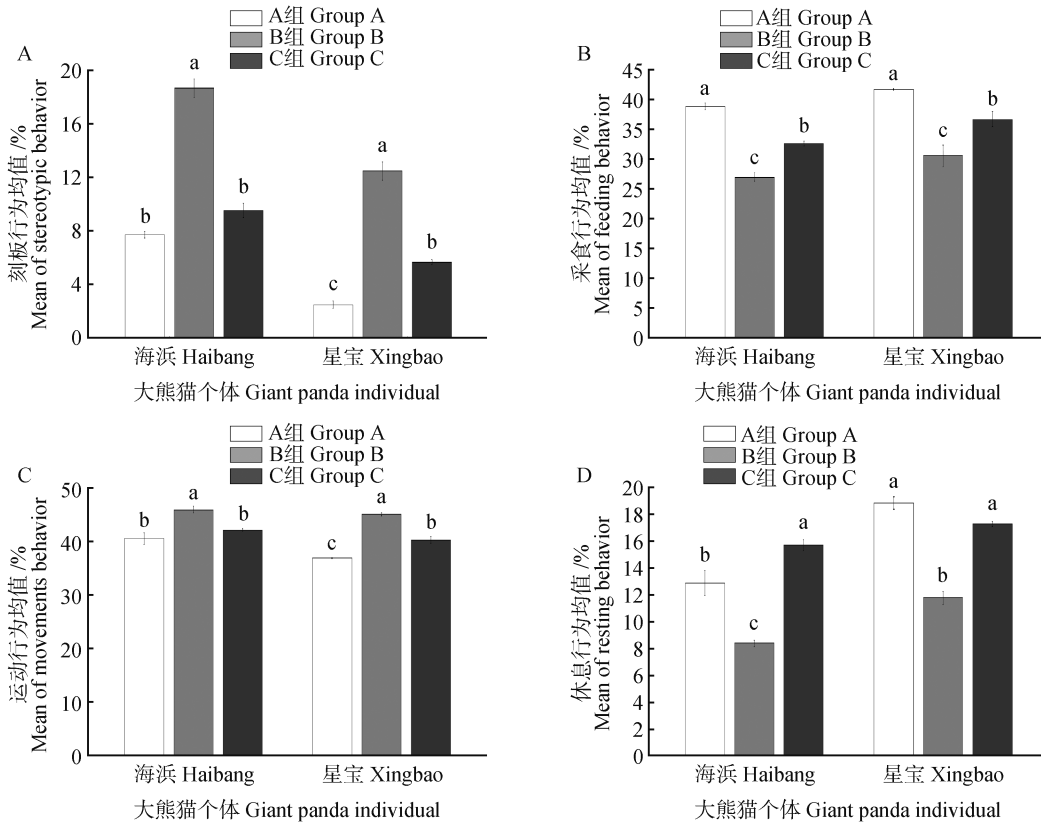 A
A组 Group A
B组 Group B
C组 Group C
刻板行为均值 /%
Mean of stereotypic behavior
20
16
12
8
4
0
b
a
b
c
a
b
海浜 Haibang
星宝 Xingbao
大熊猫个体 Giant panda individual
B
A组 Group A
B组 Group B
C组 Group C
采食行为均值 /%
Mean of feeding behavior
45
40
35
30
25
20
15
10
5
0
a
c
b
a
c
b
海浜 Haibang
星宝 Xingbao
大熊猫个体 Giant panda individual
C
A组 Group A
B组 Group B
C组 Group C
运动行为均值 /%
Mean of movements behavior
50
40
30
20
10
0
b
a
b
c
a
b
海浜 Haibang
星宝 Xingbao
大熊猫个体 Giant panda individual
D
A组 Group A
B组 Group B
C组 Group C
休息行为均值 /%
Mean of resting behavior
20
18
16
14
12
10
8
6
4
2
0
b
c
a
a
b
a
海浜 Haibang
星宝 Xingbao
大熊猫个体 Giant panda individual